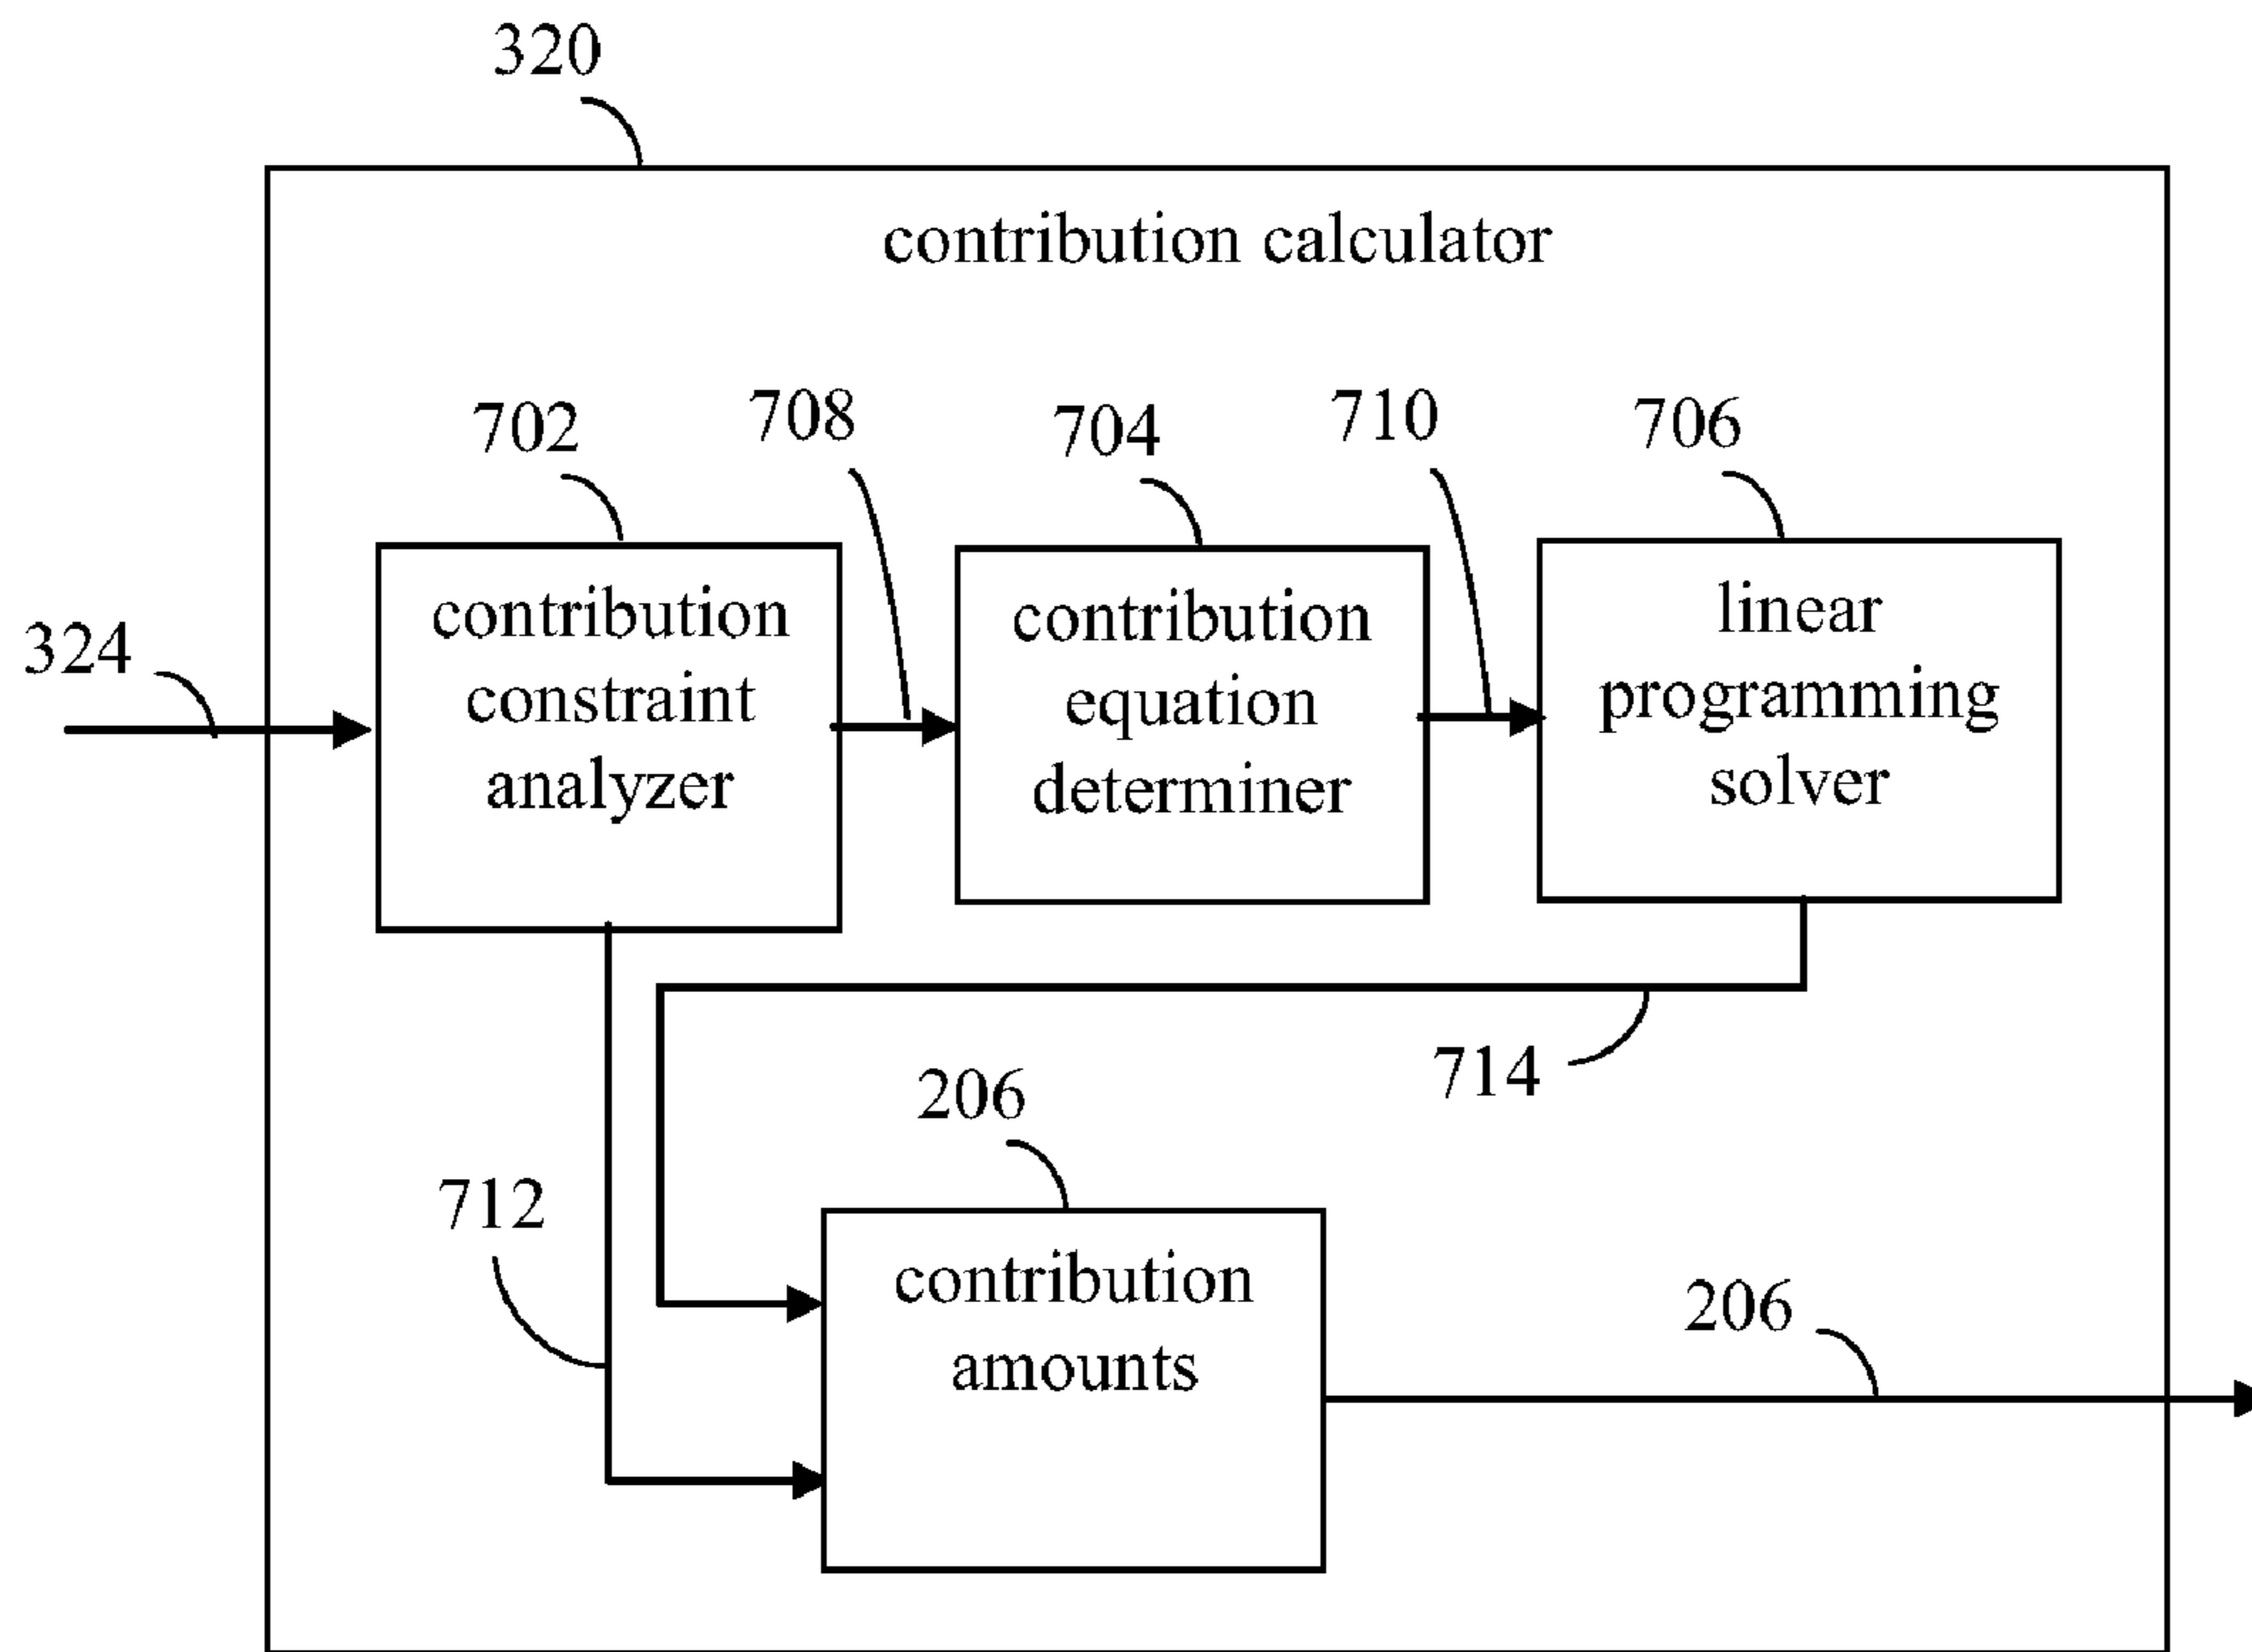 320
contribution calculator
702
708
704
710
706
324
contribution
constraint
analyzer
contribution
equation
determiner
linear
programming
solver
714
206
712
contribution
amounts
206